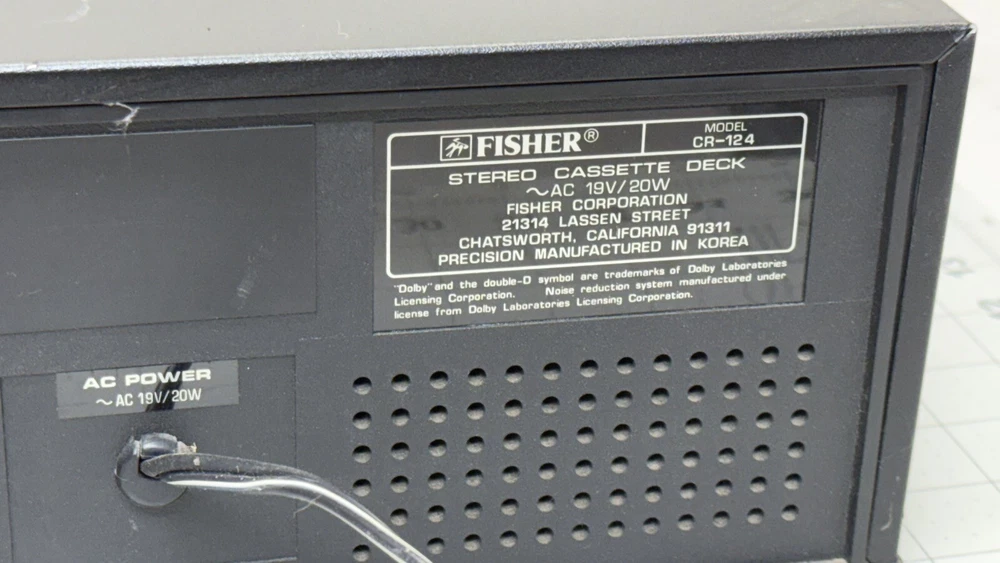 FISHER®
MODEL
CR-124
STEREO CASSETTE DECK
~AC 19V/20W
FISHER CORPORATION
21314 LASSEN STREET
CHATSWORTH, CALIFORNIA 91311
PRECISION MANUFACTURED IN KOREA
"Dolby" and the double-D symbol are trademarks of Dolby Laboratories
Licensing Corporation. Noise reduction system manufactured under
license from Dolby Laboratories Licensing Corporation.
AC POWER
~AC 19V/20W